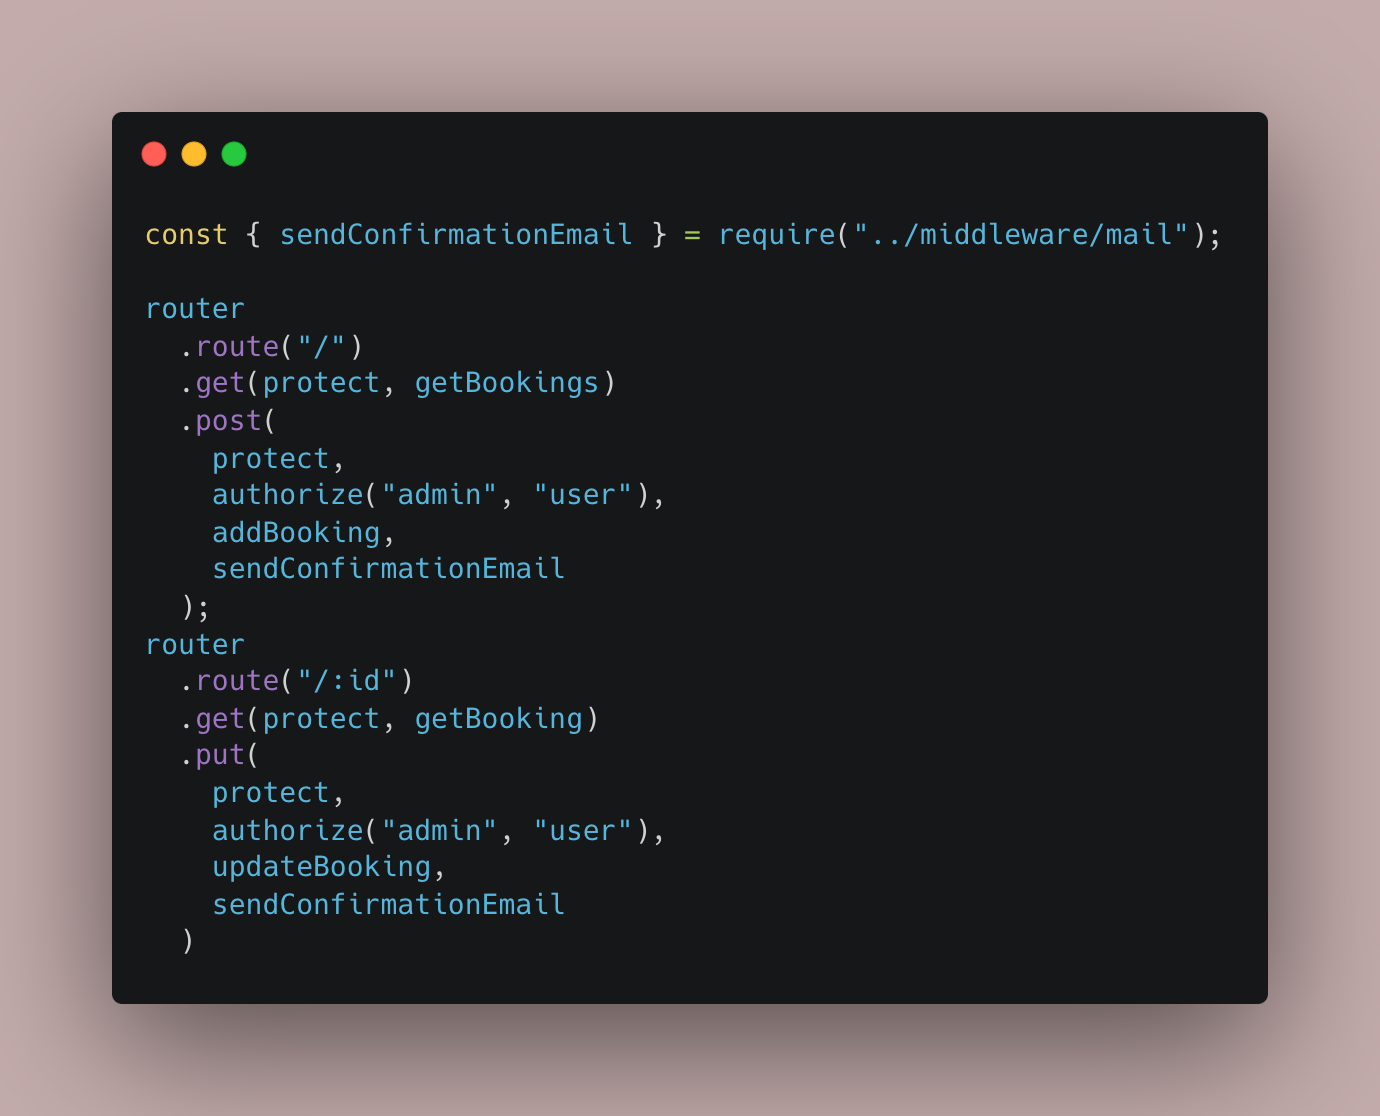 const { sendConfirmationEmail } = require("../middleware/mail");

router
  .route("/")
  .get(protect, getBookings)
  .post(
    protect,
    authorize("admin", "user"),
    addBooking,
    sendConfirmationEmail
  );
router
  .route("/:id")
  .get(protect, getBooking)
  .put(
    protect,
    authorize("admin", "user"),
    updateBooking,
    sendConfirmationEmail
  )